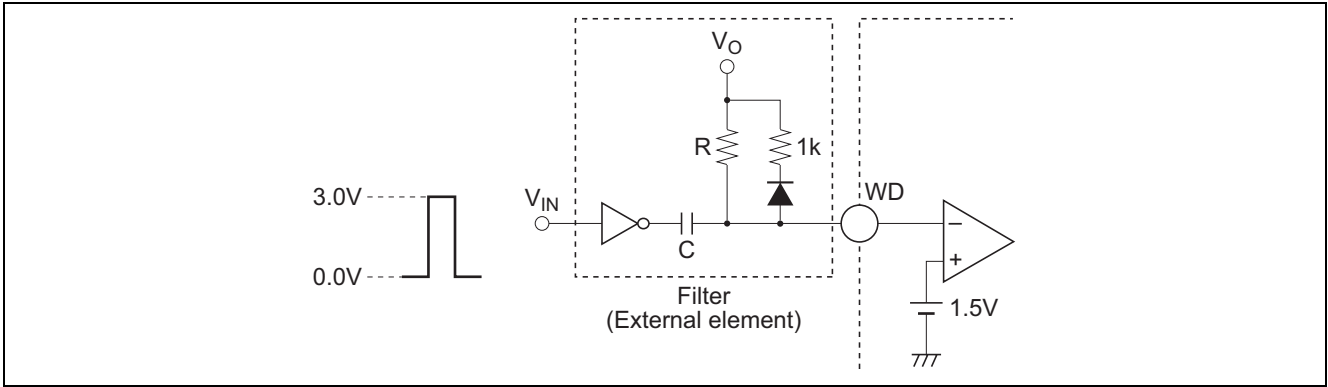 V_O
R
1k
3.0V
0.0V
V_IN
C
WD
−
+
1.5V
Filter
(External element)